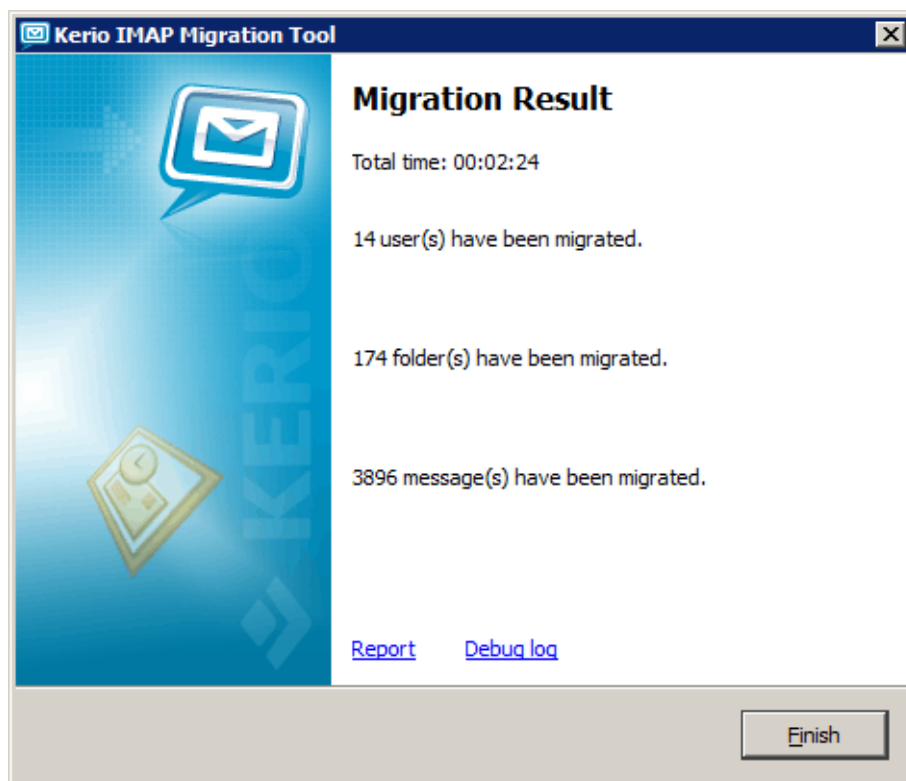 Kerio IMAP Migration Tool
Migration Result
Total time: 00:02:24
14 user(s) have been migrated.
174 folder(s) have been migrated.
3896 message(s) have been migrated.
KERIO
Report Debug log
Finish